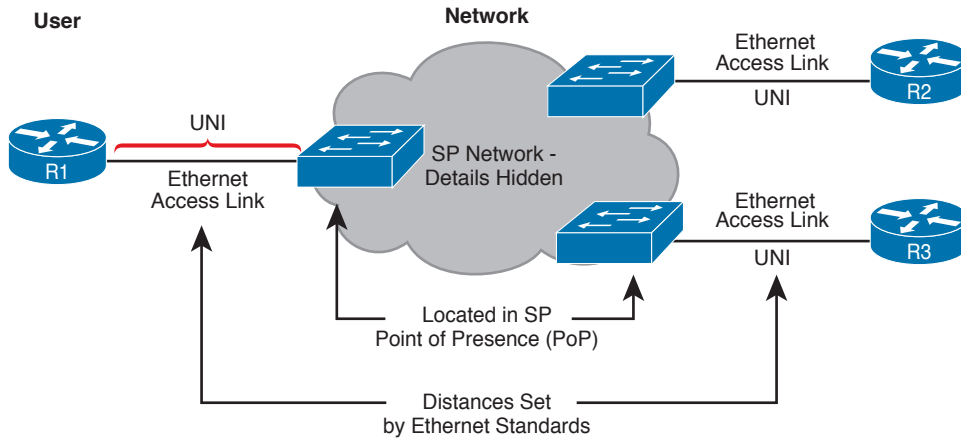 User
Network
UNI
R1
Ethernet
Access Link
SP Network -
Details Hidden
Ethernet
Access Link
UNI
R2
Ethernet
Access Link
UNI
R3
Located in SP
Point of Presence (PoP)
Distances Set
by Ethernet Standards